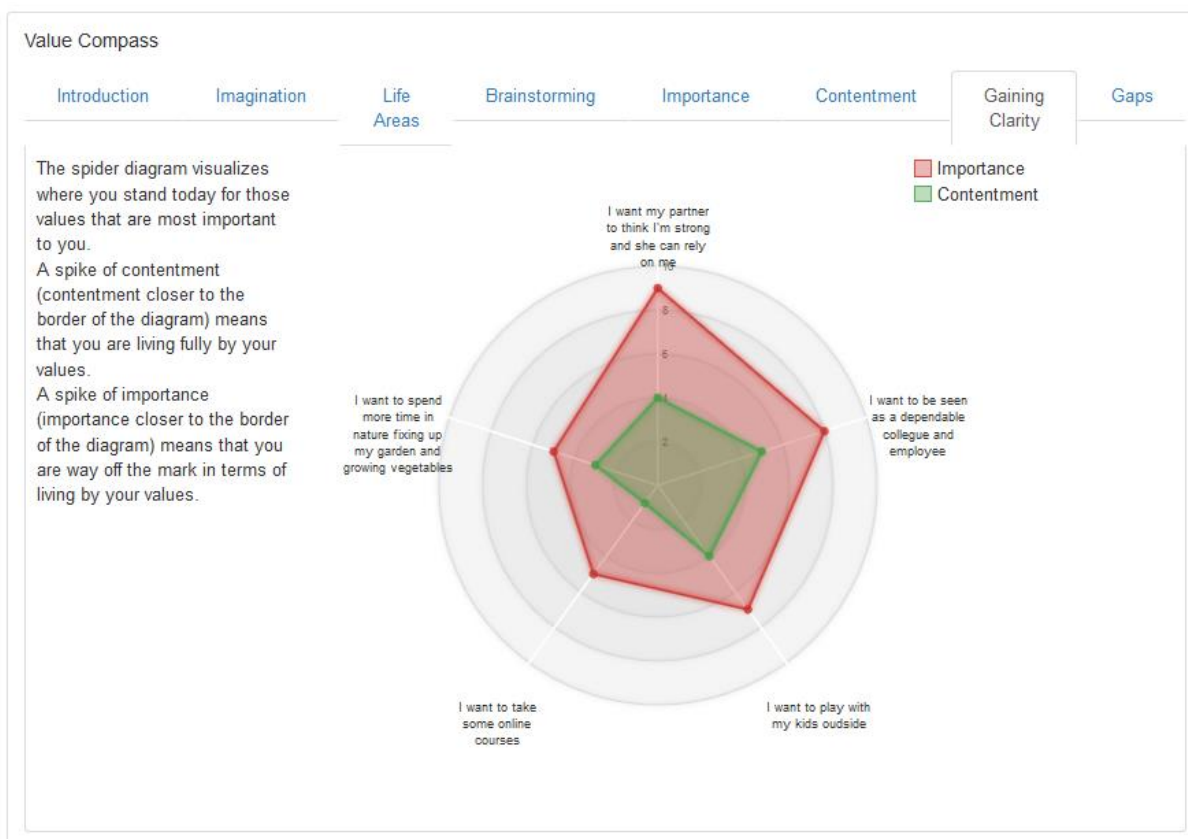 Value Compass
Introduction
Imagination
Life
Areas
Brainstorming
Importance
Contentment
Gaining
Clarity
Gaps
The spider diagram visualizes
where you stand today for those
values that are most important
to you.
A spike of contentment
(contentment closer to the
border of the diagram) means
that you are living fully by your
values.
A spike of importance
(importance closer to the border
of the diagram) means that you
are way off the mark in terms of
living by your values.
Importance
Contentment
I want my partner
to think I'm strong
and she can rely
on me
10
8
6
4
2
I want to be seen
as a dependable
collegue and
employee
I want to play with
my kids oudside
I want to take
some online
courses
I want to spend
more time in
nature fixing up
my garden and
growing vegetables